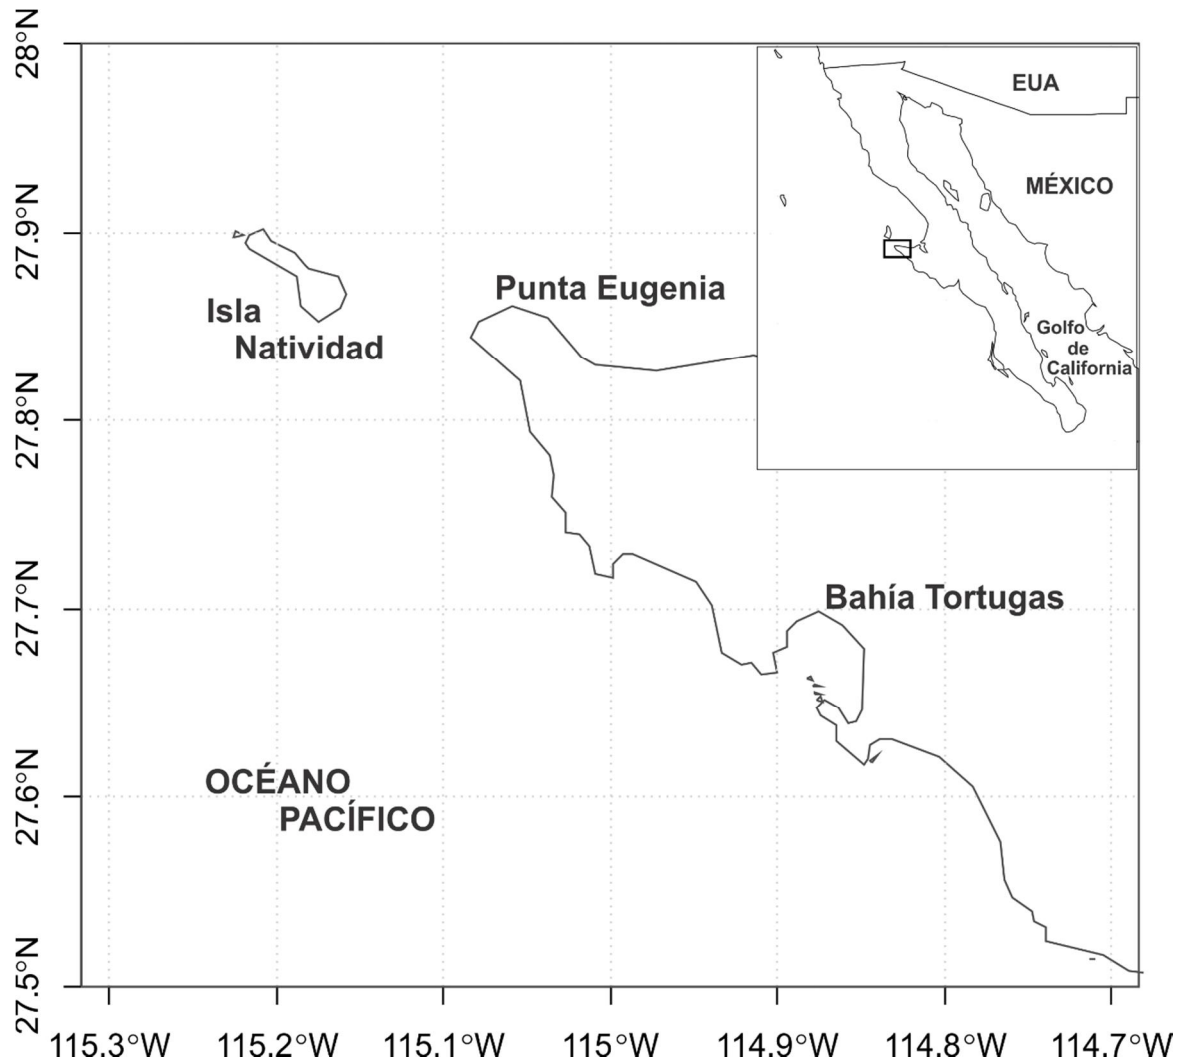 28°N
EUA
MÉXICO
27.9°N
Punta Eugenia
Isla
Natividad
Golfo
de
California
27.8°N
27.7°N
Bahía Tortugas
OCÉANO
PACÍFICO
27.6°N
27.5°N
115.3°W 115.2°W 115.1°W 115°W 114.9°W 114.8°W 114.7°W